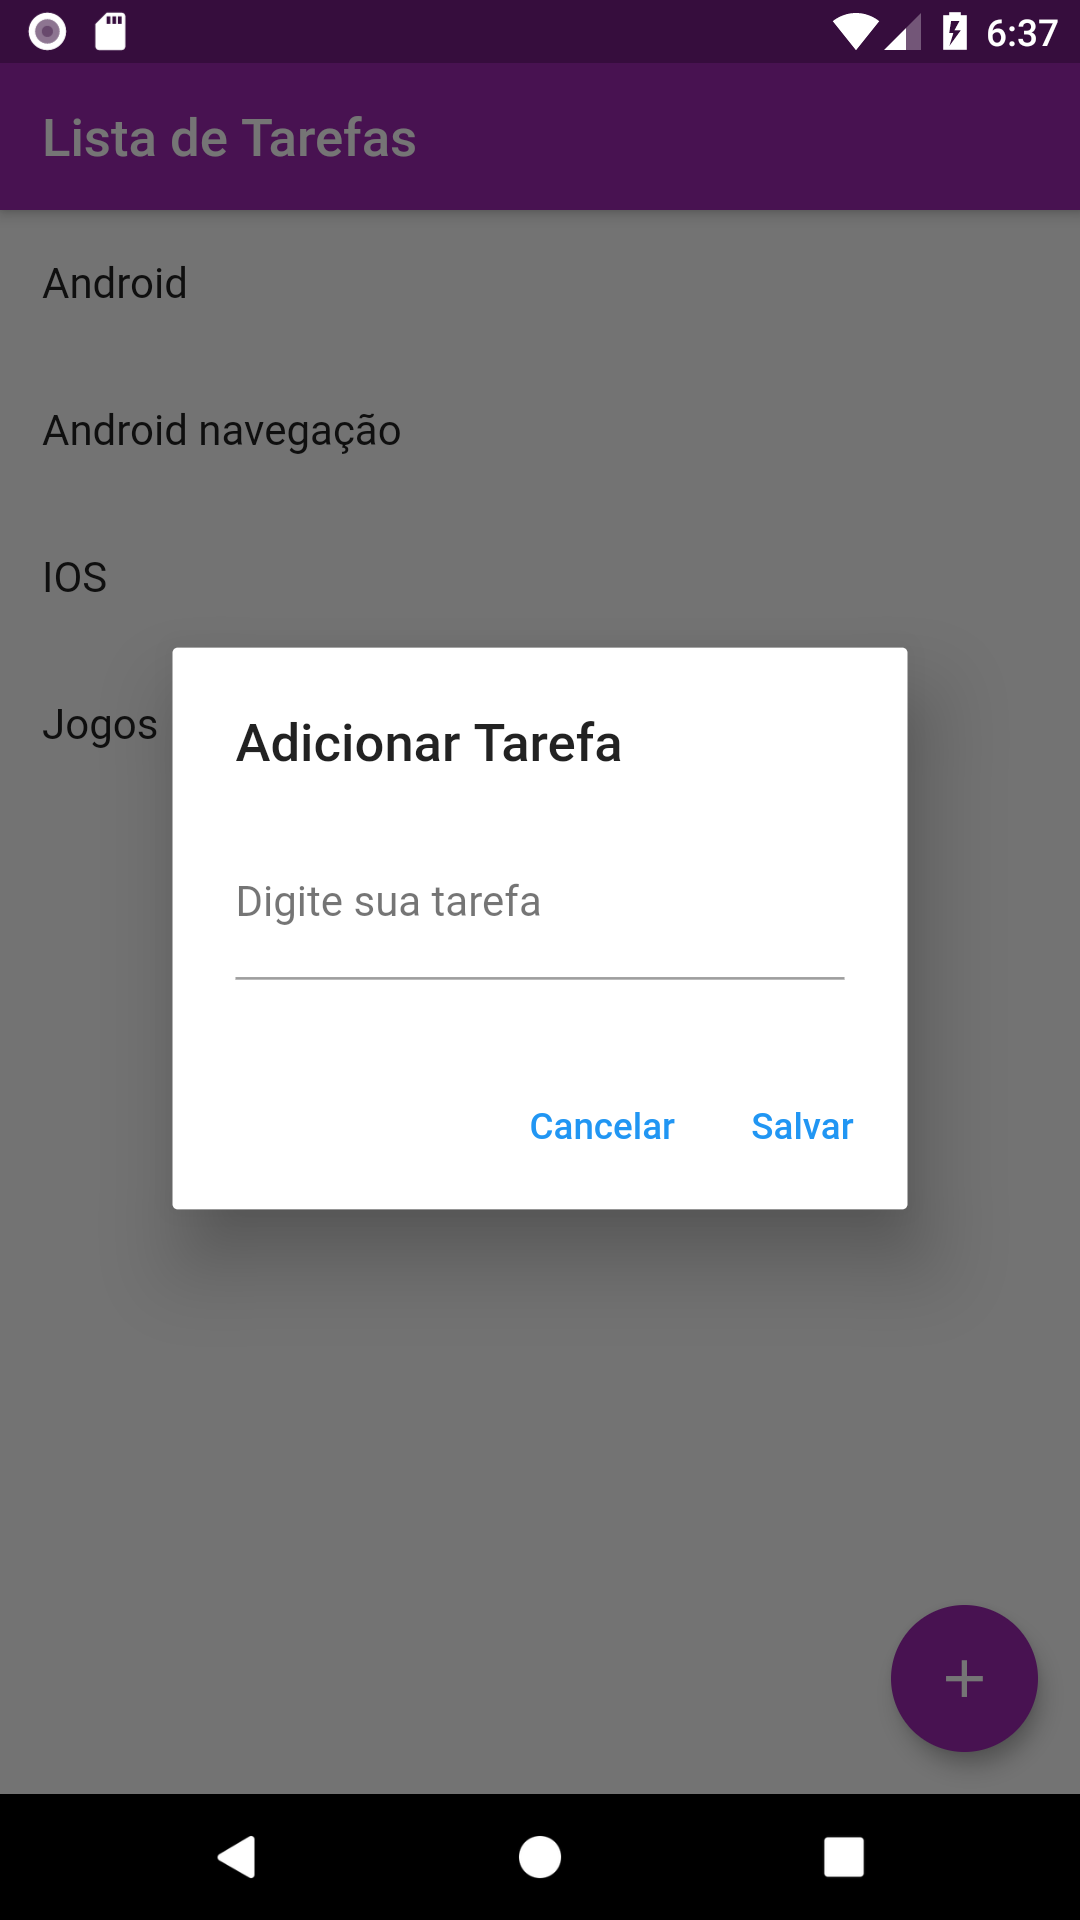 6:37
Lista de Tarefas
Android
Android navegação
IOS
Jogos
Adicionar Tarefa
Digite sua tarefa
Cancelar Salvar